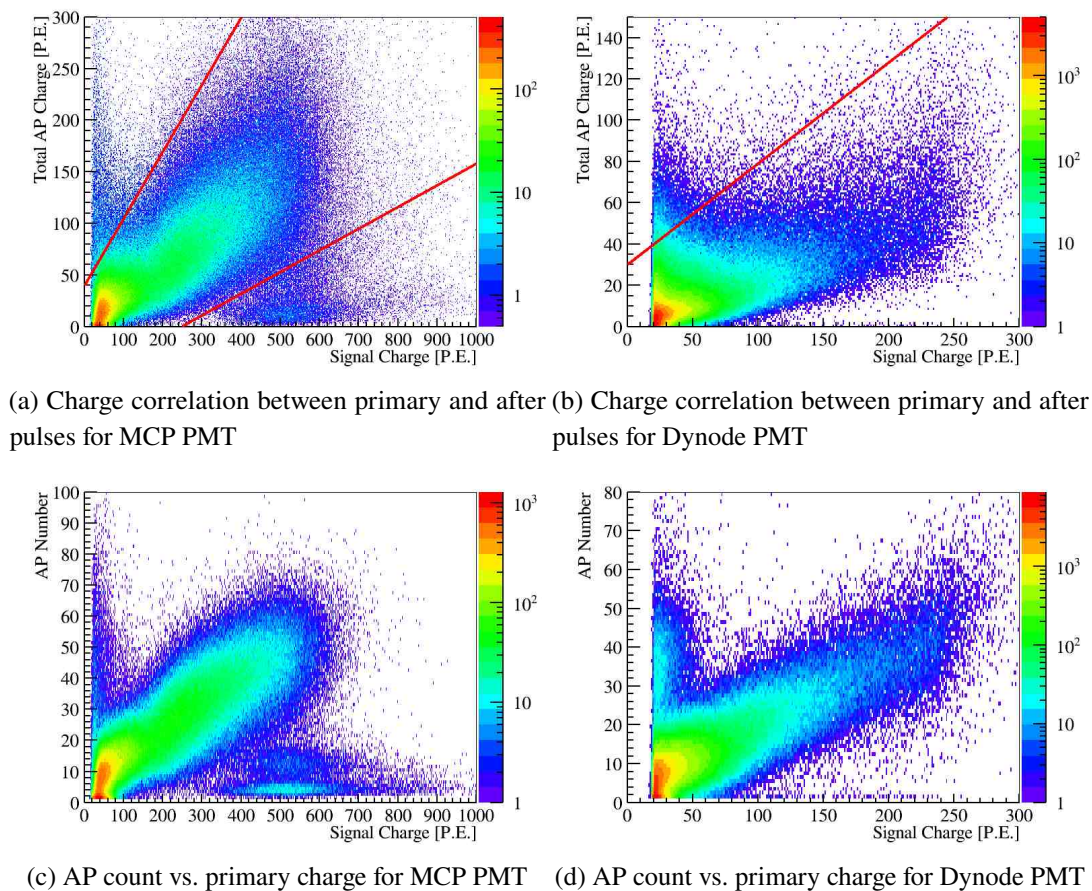 Total AP Charge [P.E.]
300
250
200
150
100
50
0
0 100 200 300 400 500 600 700 800 900 1000
Signal Charge [P.E.]
10²
10
1
Total AP Charge [P.E.]
140
120
100
80
60
40
20
0
0 50 100 150 200 250 300
Signal Charge [P.E.]
10³
10²
10
1
(a) Charge correlation between primary and after
pulses for MCP PMT
(b) Charge correlation between primary and after
pulses for Dynode PMT
AP Number
100
90
80
70
60
50
40
30
20
10
0
0 100 200 300 400 500 600 700 800 900 1000
Signal Charge [P.E.]
10³
10²
10
1
AP Number
80
70
60
50
40
30
20
10
0
0 50 100 150 200 250 300
Signal Charge [P.E.]
10³
10²
10
1
(c) AP count vs. primary charge for MCP PMT
(d) AP count vs. primary charge for Dynode PMT